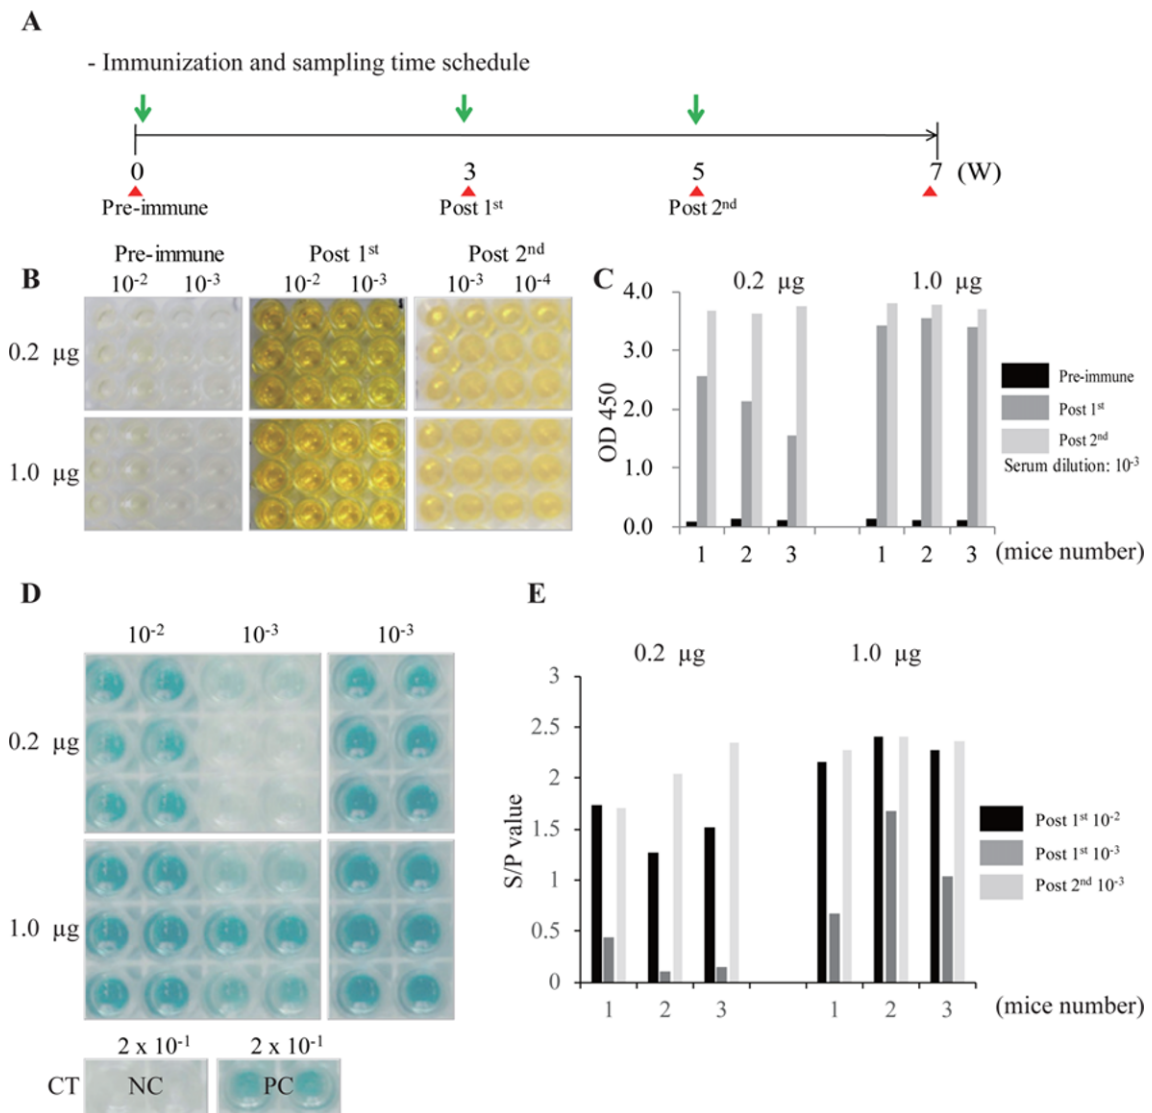 A
- Immunization and sampling time schedule
0 3 5 7 (W)
Pre-immune Post 1st Post 2nd
B
Pre-immune Post 1st Post 2nd
10-2 10-3 10-2 10-3 10-3 10-4
0.2 µg
1.0 µg
C
0.2 µg 1.0 µg
4.0
3.0
2.0
1.0
0.0
OD 450
1 2 3 1 2 3 (mice number)
Pre-immune
Post 1st
Post 2nd
Serum dilution: 10-3
D
10-2 10-3 10-3
0.2 µg
1.0 µg
2 x 10-1 2 x 10-1
CT NC PC
E
0.2 µg 1.0 µg
3
2.5
2
1.5
1
0.5
0
S/P value
1 2 3 1 2 3 (mice number)
Post 1st 10-2
Post 1st 10-3
Post 2nd 10-3